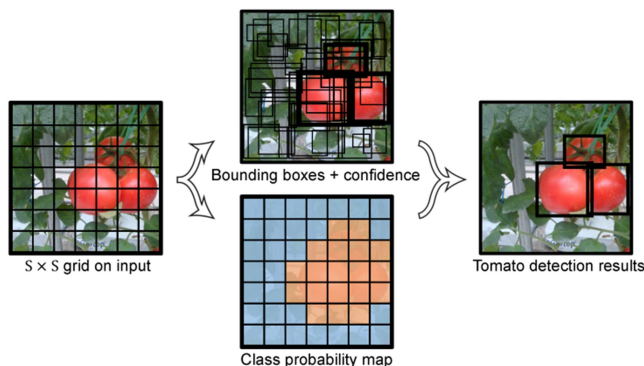 S × S grid on input
Bounding boxes + confidence
Class probability map
Tomato detection results